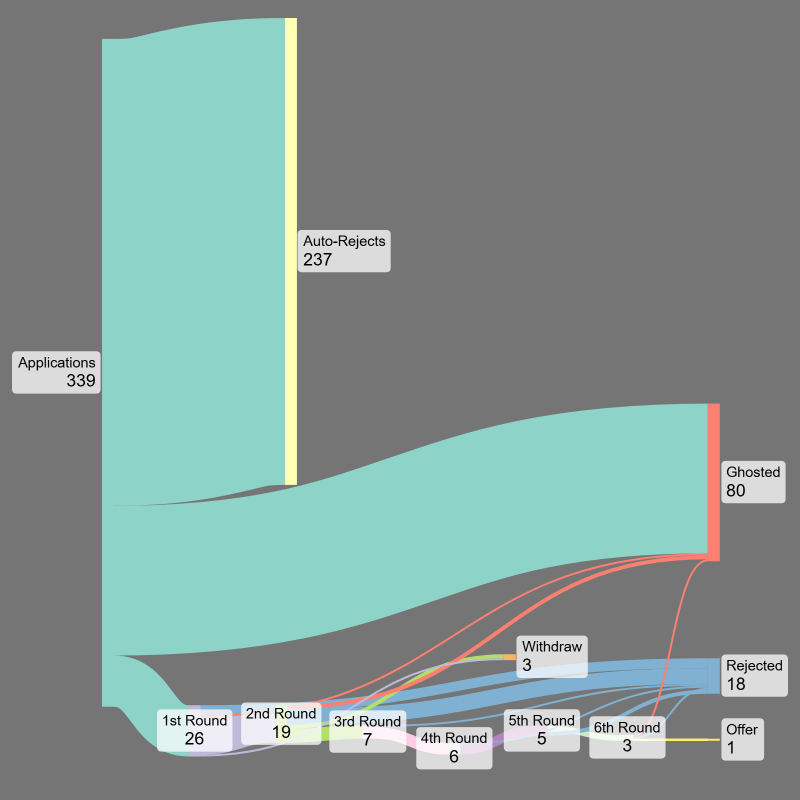 Auto-Rejects
237
Applications
339
Ghosted
80
Withdraw
3
Rejected
18
1st Round
26
2nd Round
19
3rd Round
7
4th Round
6
5th Round
5
6th Round
3
Offer
1